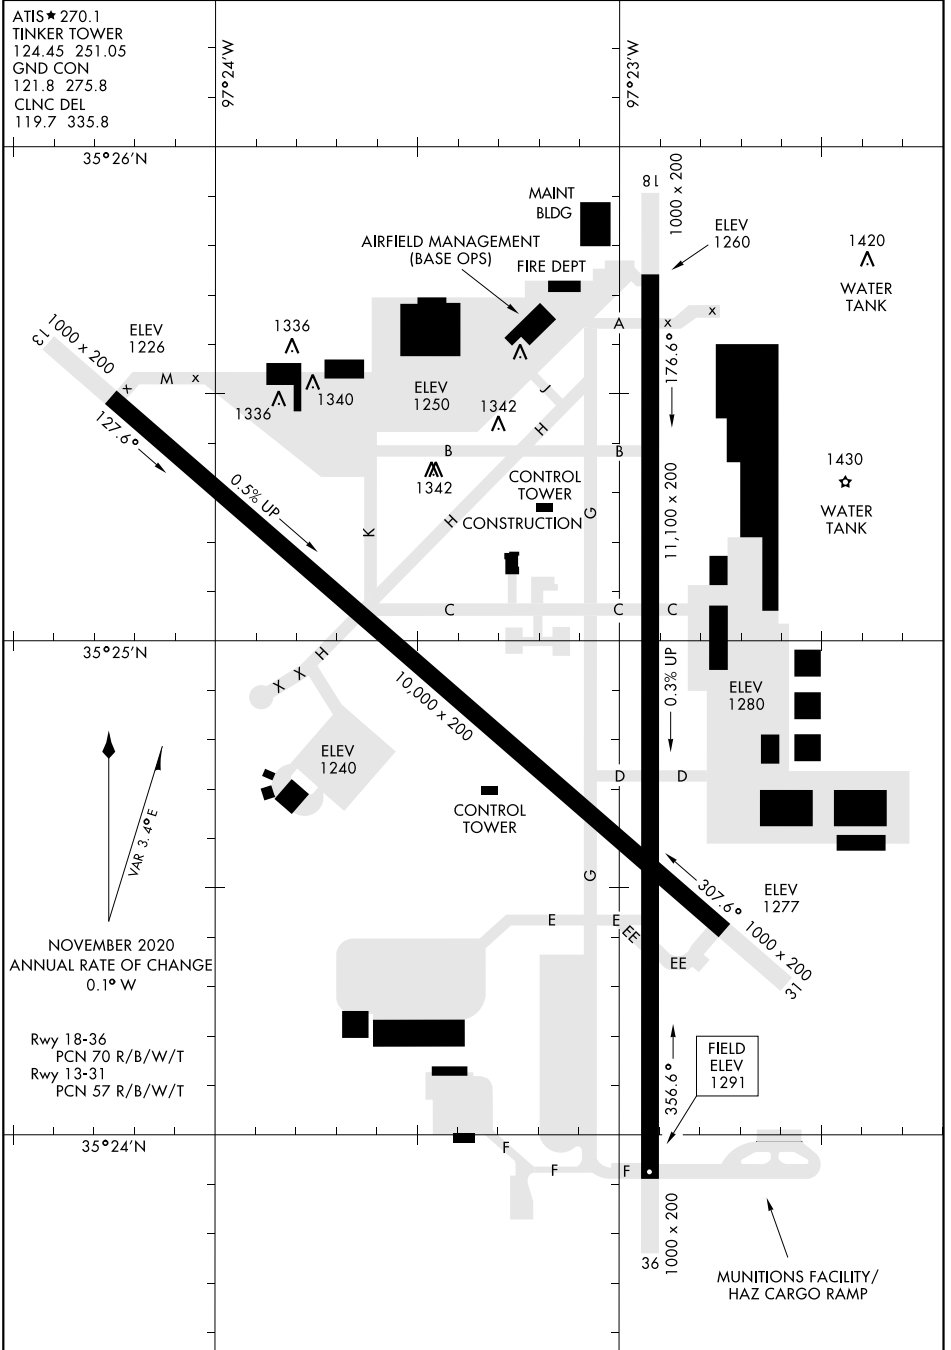 ATIS★ 270.1
TINKER TOWER
124.45 251.05
GND CON
121.8 275.8
CLNC DEL
119.7 335.8
97°24'W
97°23'W
35°26'N
18
1000 x 200
MAINT
BLDG
AIRFIELD MANAGEMENT
(BASE OPS)
FIRE DEPT
ELEV
1260
1420
WATER
TANK
13
1000 x 200
ELEV
1226
1336
A
x
x
176.6°
M
x
x
1336
1340
ELEV
1250
J
1342
H
127.6°
B
B
1342
0.5% UP
CONTROL
TOWER
CONSTRUCTION
H
G
K
11,100 x 200
1430
WATER
TANK
C
C
C
35°25'N
H
X
X
10,000 x 200
0.3% UP
ELEV
1280
ELEV
1240
VAR 3.4° E
D
D
CONTROL
TOWER
G
307.6°
ELEV
1277
E
E
EE
EE
1000 x 200
31
NOVEMBER 2020
ANNUAL RATE OF CHANGE
0.1° W
Rwy 18-36
PCN 70 R/B/W/T
Rwy 13-31
PCN 57 R/B/W/T
356.6°
FIELD
ELEV
1291
35°24'N
F
F
F
36
1000 x 200
MUNITIONS FACILITY/
HAZ CARGO RAMP